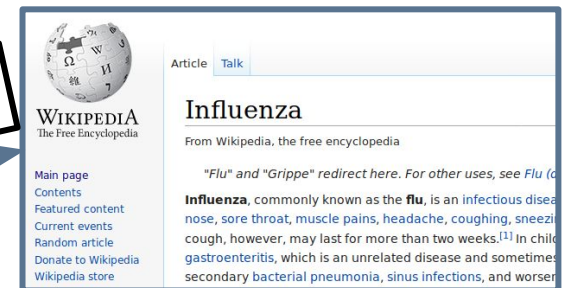 WIKIPEDIA
The Free Encyclopedia
Main page
Contents
Featured content
Current events
Random article
Donate to Wikipedia
Wikipedia store
Article Talk
Influenza
From Wikipedia, the free encyclopedia
"Flu" and "Grippe" redirect here. For other uses, see Flu (
Influenza, commonly known as the flu, is an infectious
nose, sore throat, muscle pains, headache, coughing,
cough, however, may last for more than two weeks.[1] In
gastroenteritis, which is an unrelated disease and sometimes
secondary bacterial pneumonia, sinus infections, and